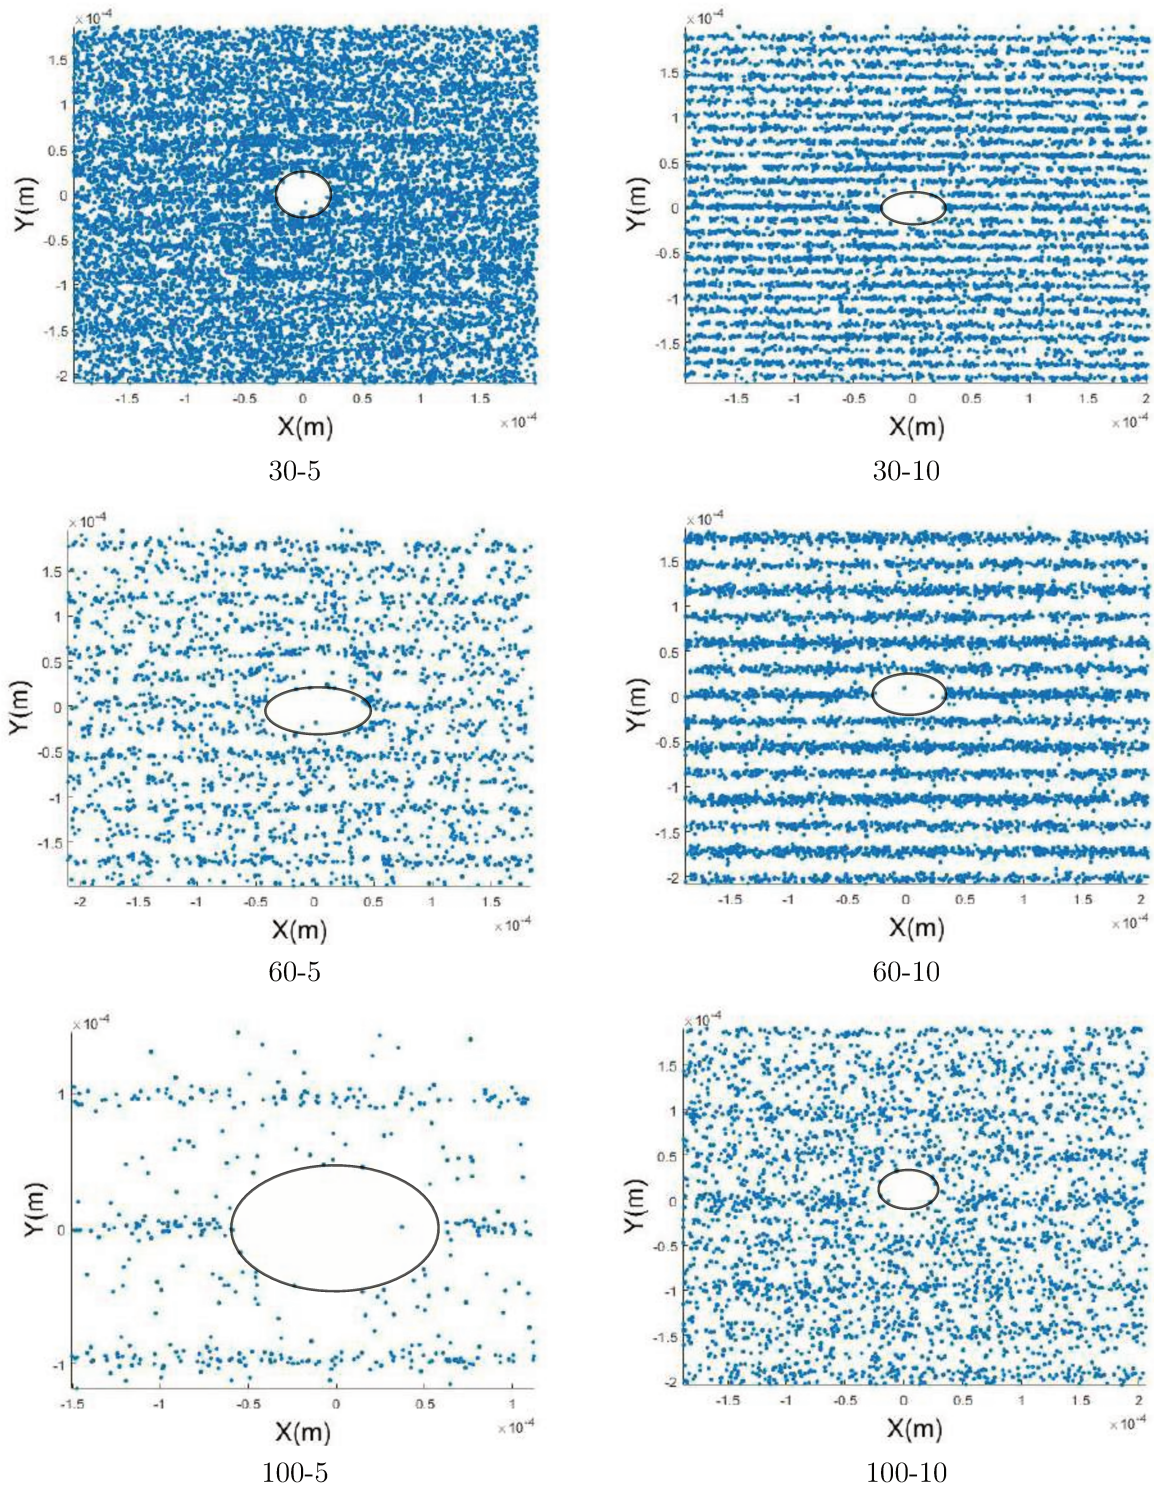 ×10⁻⁴ ×10⁻⁴
1.5 1 0.5 0 -0.5 -1 -1.5 -2
Y(m)
-1.5 -1 -0.5 0 0.5 1 1.5
×10⁻⁴
X(m)
30-5
1.5 1 0.5 0 -0.5 -1 -1.5
Y(m)
-1.5 -1 -0.5 0 0.5 1 1.5 2
×10⁻⁴
X(m)
30-10
×10⁻⁴
1.5 1 0.5 0 -0.5 -1 -1.5
Y(m)
-2 -1.5 -1 -0.5 0 0.5 1 1.5
×10⁻⁴
X(m)
60-5
×10⁻⁴
1.5 1 0.5 0 -0.5 -1 -1.5 -2
Y(m)
-1.5 -1 -0.5 0 0.5 1 1.5 2
×10⁻⁴
X(m)
60-10
×10⁻⁴
1 0 -1
Y(m)
-1.5 -1 -0.5 0 0.5 1
×10⁻⁴
X(m)
100-5
×10⁻⁴
1.5 1 0.5 0 -0.5 -1 -1.5 -2
Y(m)
-1.5 -1 -0.5 0 0.5 1 1.5 2
×10⁻⁴
X(m)
100-10